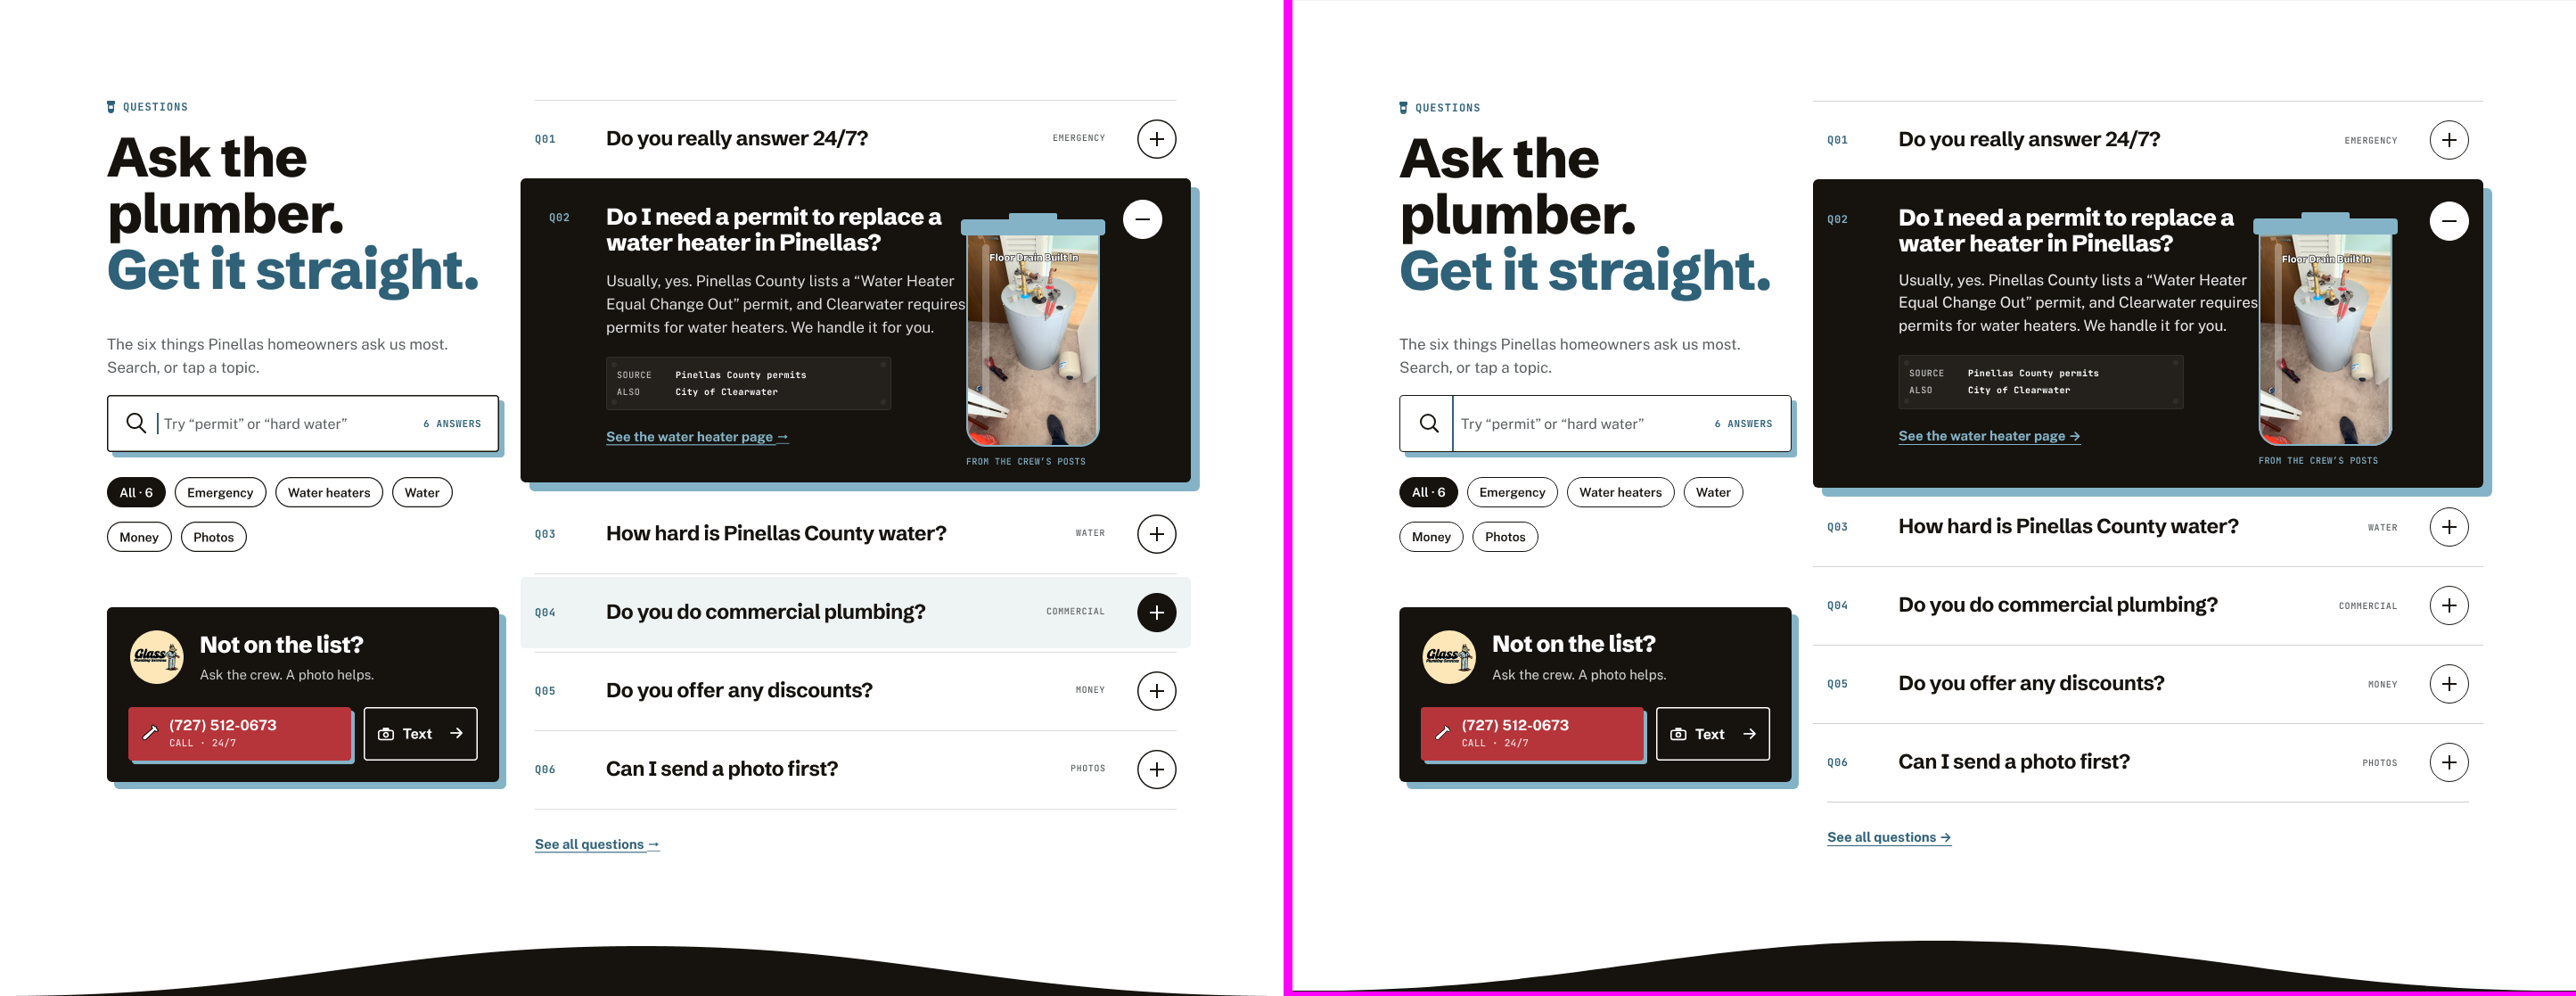 QUESTIONS
Ask the
plumber.
Get it straight.
The six things Pinellas homeowners ask us most.
Search, or tap a topic.
Try “permit” or “hard water”
6 ANSWERS
All · 6
Emergency
Water heaters
Water
Money
Photos
Glass
Plumbing Services
Not on the list?
Ask the crew. A photo helps.
(727) 512-0673
CALL · 24/7
Text →
Q01
Do you really answer 24/7?
EMERGENCY
Q02
Do I need a permit to replace a
water heater in Pinellas?
Usually, yes. Pinellas County lists a “Water Heater
Equal Change Out” permit, and Clearwater requires
permits for water heaters. We handle it for you.
SOURCE Pinellas County permits
ALSO City of Clearwater
See the water heater page →
Floor Drain Built In
FROM THE CREW’S POSTS
Q03
How hard is Pinellas County water?
WATER
Q04
Do you do commercial plumbing?
COMMERCIAL
Q05
Do you offer any discounts?
MONEY
Q06
Can I send a photo first?
PHOTOS
See all questions →
QUESTIONS
Ask the
plumber.
Get it straight.
The six things Pinellas homeowners ask us most.
Search, or tap a topic.
Try “permit” or “hard water”
6 ANSWERS
All · 6
Emergency
Water heaters
Water
Money
Photos
Glass
Plumbing Services
Not on the list?
Ask the crew. A photo helps.
(727) 512-0673
CALL · 24/7
Text →
Q01
Do you really answer 24/7?
EMERGENCY
Q02
Do I need a permit to replace a
water heater in Pinellas?
Usually, yes. Pinellas County lists a “Water Heater
Equal Change Out” permit, and Clearwater requires
permits for water heaters. We handle it for you.
SOURCE Pinellas County permits
ALSO City of Clearwater
See the water heater page →
Floor Drain Built In
FROM THE CREW’S POSTS
Q03
How hard is Pinellas County water?
WATER
Q04
Do you do commercial plumbing?
COMMERCIAL
Q05
Do you offer any discounts?
MONEY
Q06
Can I send a photo first?
PHOTOS
See all questions →